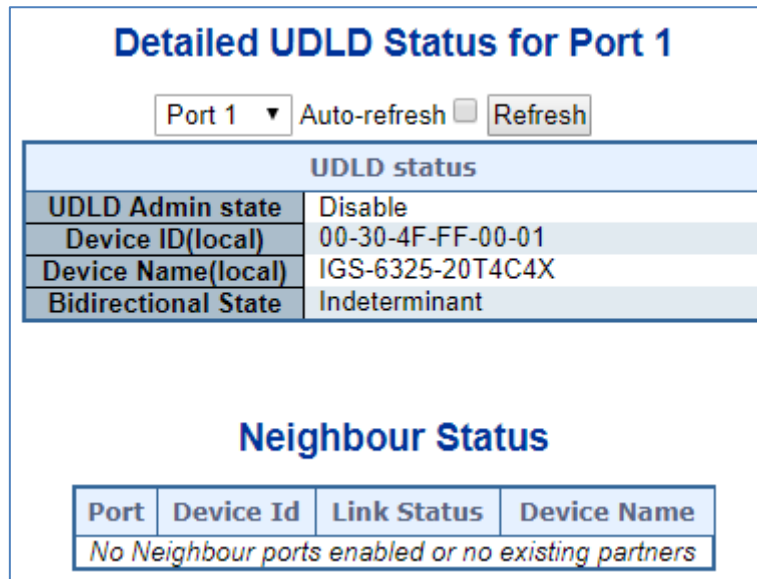 Detailed UDLD Status for Port 1
Port 1 Auto-refresh Refresh
UDLD status
UDLD Admin state Disable
Device ID(local) 00-30-4F-FF-00-01
Device Name(local) IGS-6325-20T4C4X
Bidirectional State Indeterminant
Neighbour Status
Port Device Id Link Status Device Name
No Neighbour ports enabled or no existing partners